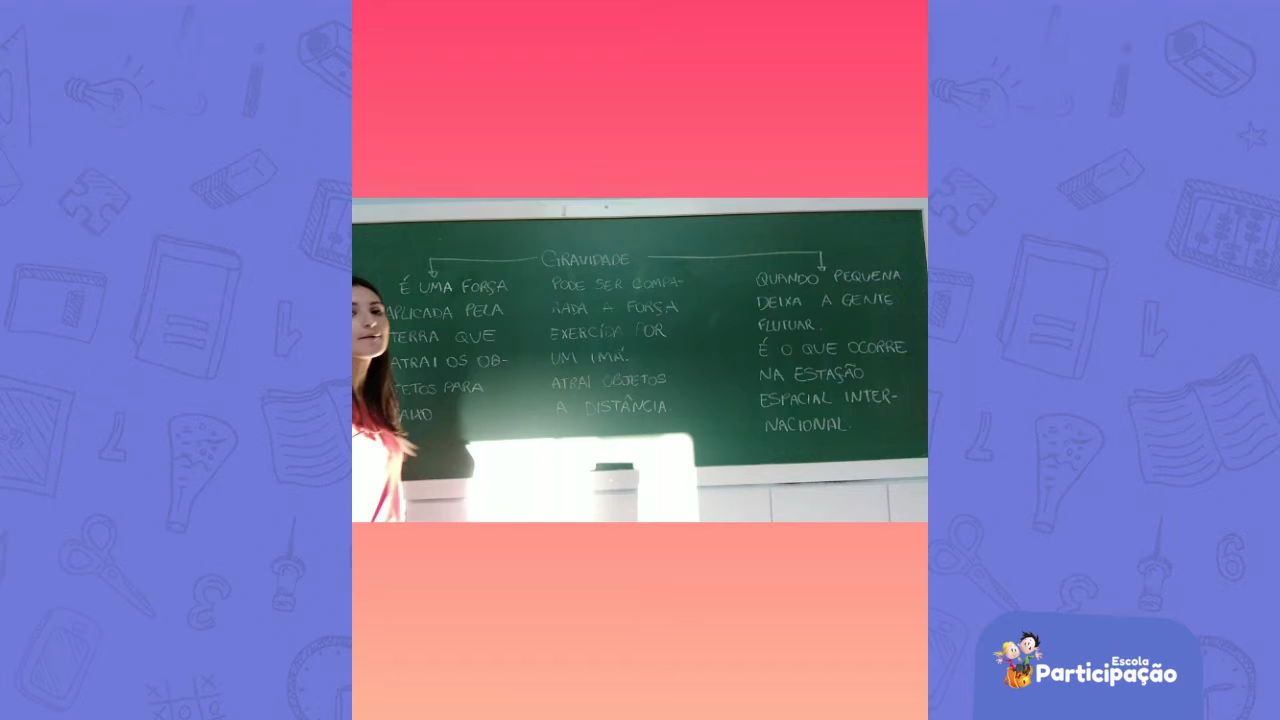 GRAVIDADE
É UMA FORÇA
APLICADA PELA
TERRA QUE
ATRAI OS OB-
JETOS PARA
PODE SER COMPA-
RADA A FORÇA
EXERCIDA POR
UM IMÃ.
ATRAI OBJETOS
A DISTÂNCIA.
QUANDO PEQUENA
DEIXA A GENTE
FLUTUAR.
É O QUE OCORRE
NA ESTAÇÃO
ESPACIAL INTER-
NACIONAL.
Escola
Participação